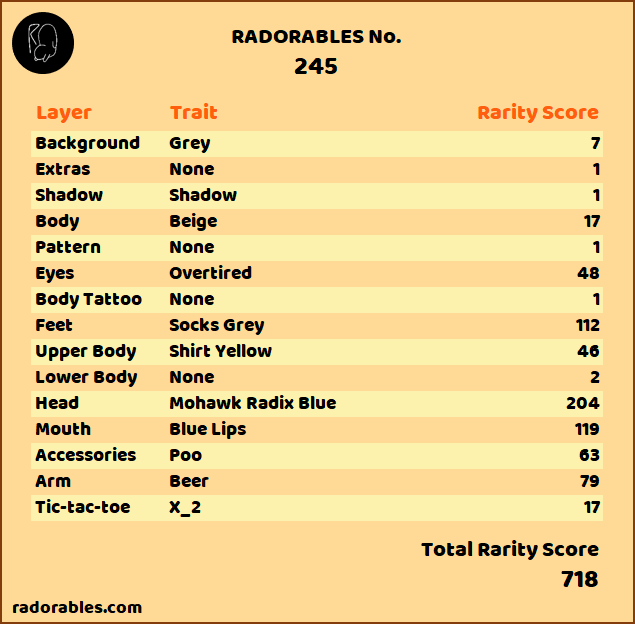 RADORABLES No.
245
Layer Trait Rarity Score
Background Grey 7
Extras None 1
Shadow Shadow 1
Body Beige 17
Pattern None 1
Eyes Overtired 48
Body Tattoo None 1
Feet Socks Grey 112
Upper Body Shirt Yellow 46
Lower Body None 2
Head Mohawk Radix Blue 204
Mouth Blue Lips 119
Accessories Poo 63
Arm Beer 79
Tic-tac-toe X_2 17
Total Rarity Score
718
radorables.com